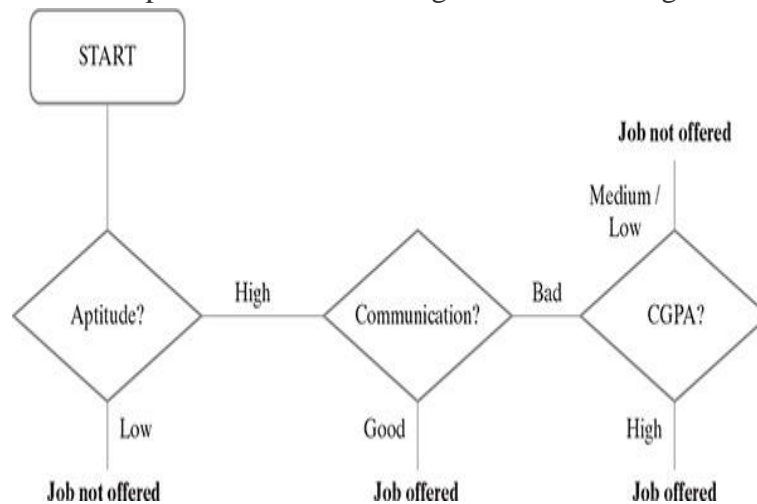 START
Job not offered
Medium /
Low
High
Bad
Aptitude?
Communication?
CGPA?
Low
Good
High
Job not offered
Job offered
Job offered